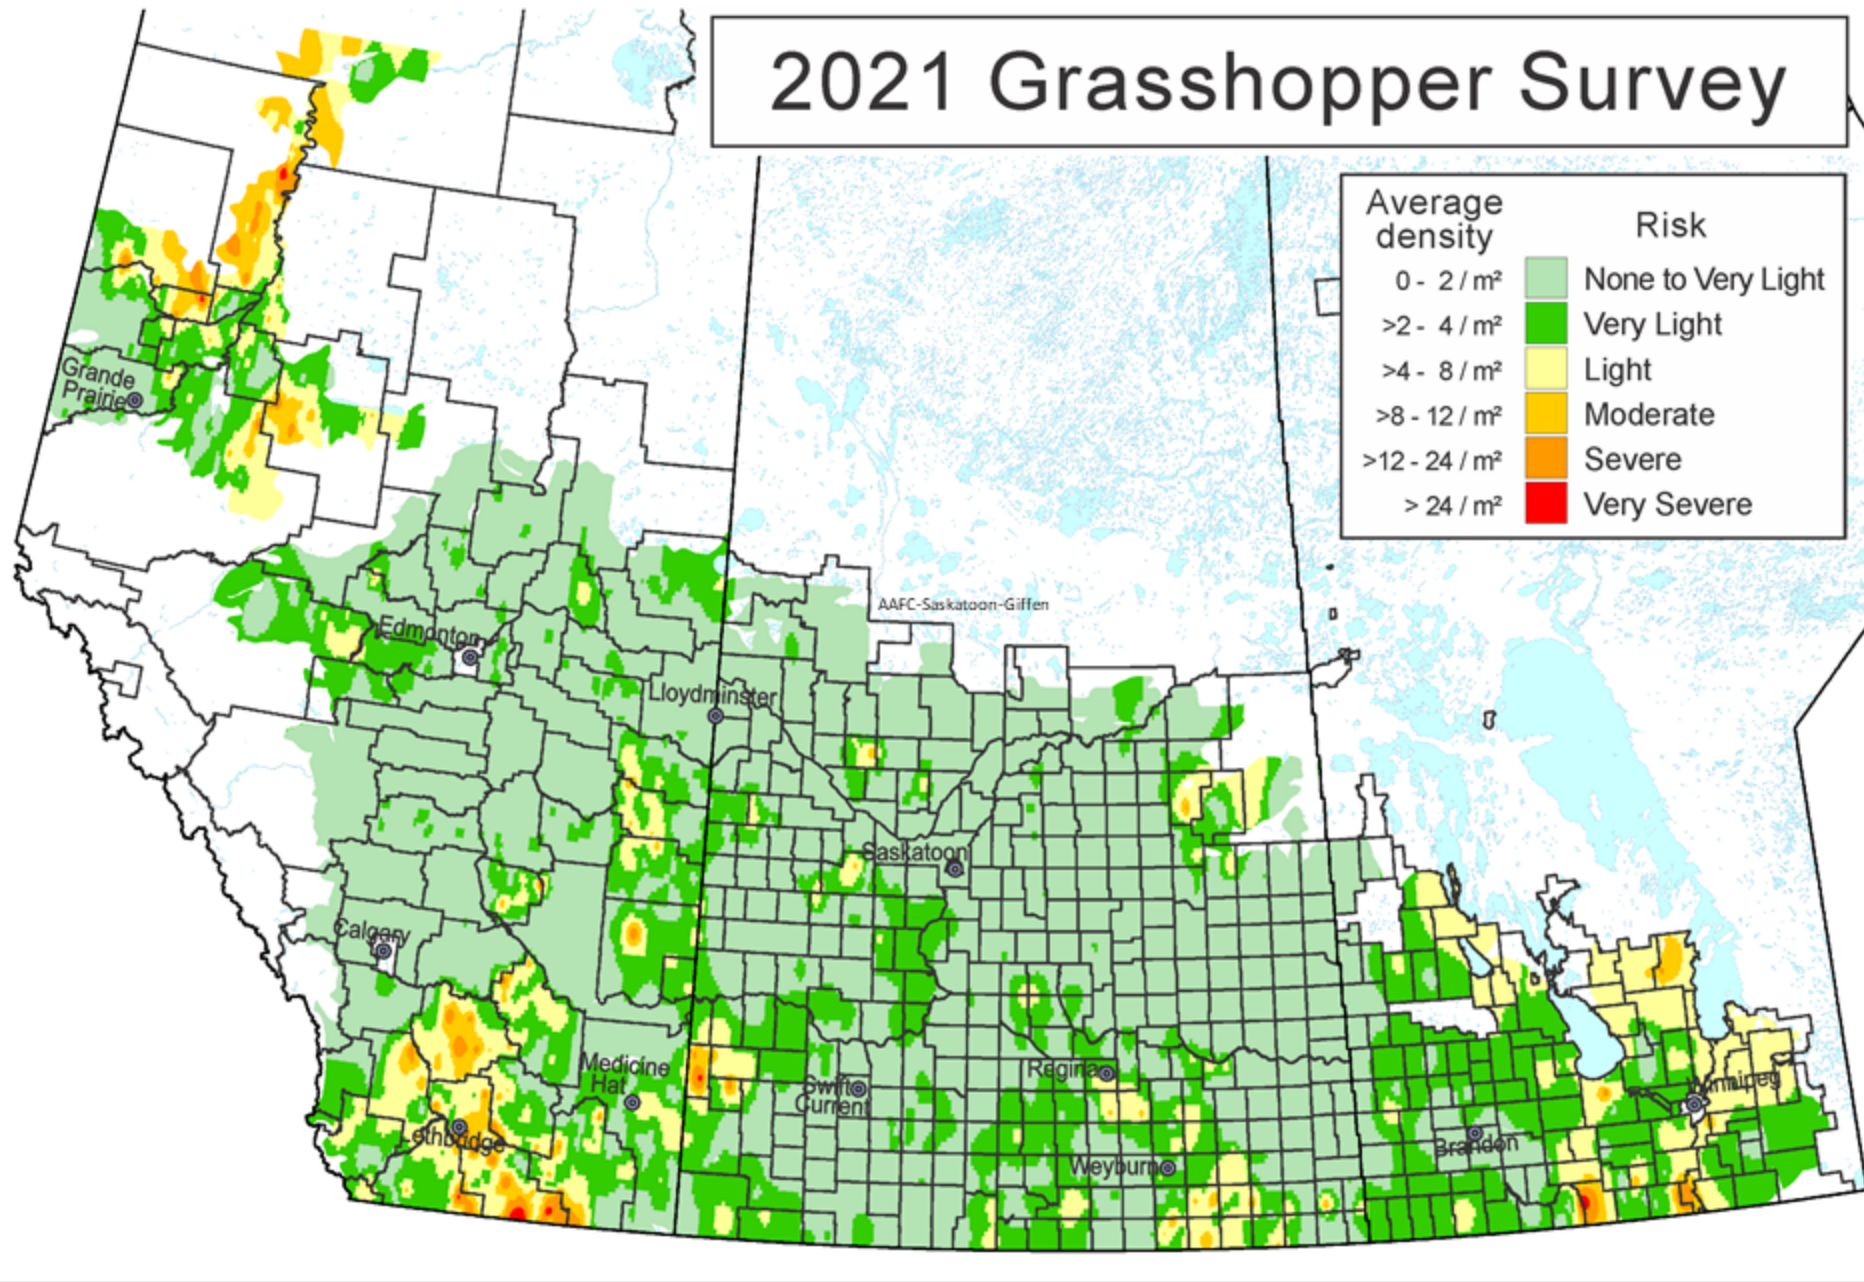 2021 Grasshopper Survey
Average
density
Risk
0 - 2 / m² None to Very Light
>2 - 4 / m² Very Light
>4 - 8 / m² Light
>8 - 12 / m² Moderate
>12 - 24 / m² Severe
> 24 / m² Very Severe
Grande
Prairie
AAFC-Saskatoon-Giffen
Edmonton
Lloydminster
Saskatoon
Calgary
Medicine
Hat
Regina
Swift
Current
Winnipeg
Lethbridge
Brandon
Weyburn